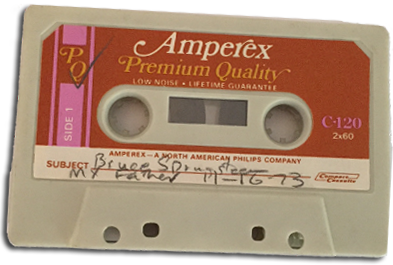 Amperex
PQ
Premium Quality
LOW NOISE • LIFETIME GUARANTEE
SIDE 1
C-120
2x60
AMPEREX—A NORTH AMERICAN PHILIPS COMPANY
SUBJECT Bruce Springsteen
My Father 11-16 73
Compact Cassette